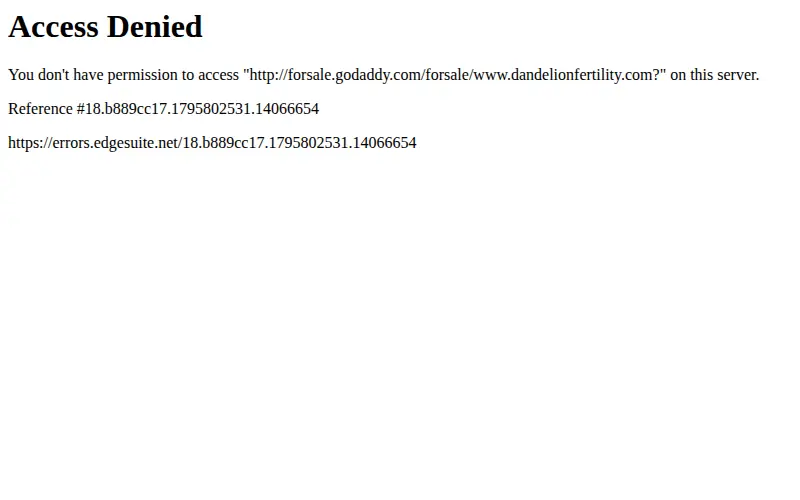 Access Denied
You don't have permission to access "http://forsale.godaddy.com/forsale/www.dandelionfertility.com?" on this server.
Reference #18.b889cc17.1795802531.14066654
https://errors.edgesuite.net/18.b889cc17.1795802531.14066654